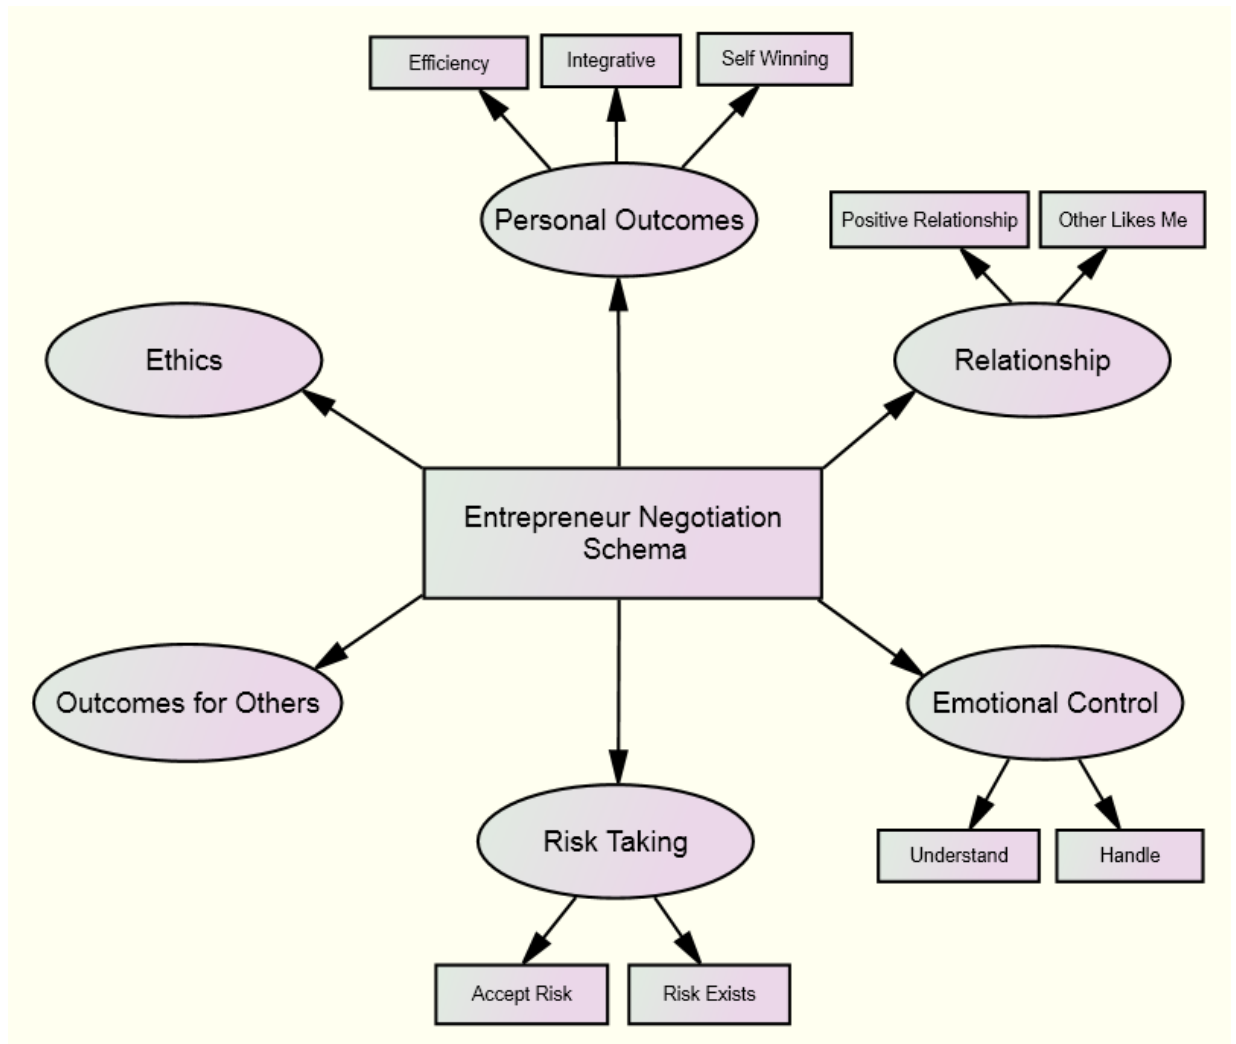 Efficiency
Integrative
Self Winning
Personal Outcomes
Positive Relationship
Other Likes Me
Ethics
Relationship
Entrepreneur Negotiation
Schema
Outcomes for Others
Emotional Control
Risk Taking
Understand
Handle
Accept Risk
Risk Exists